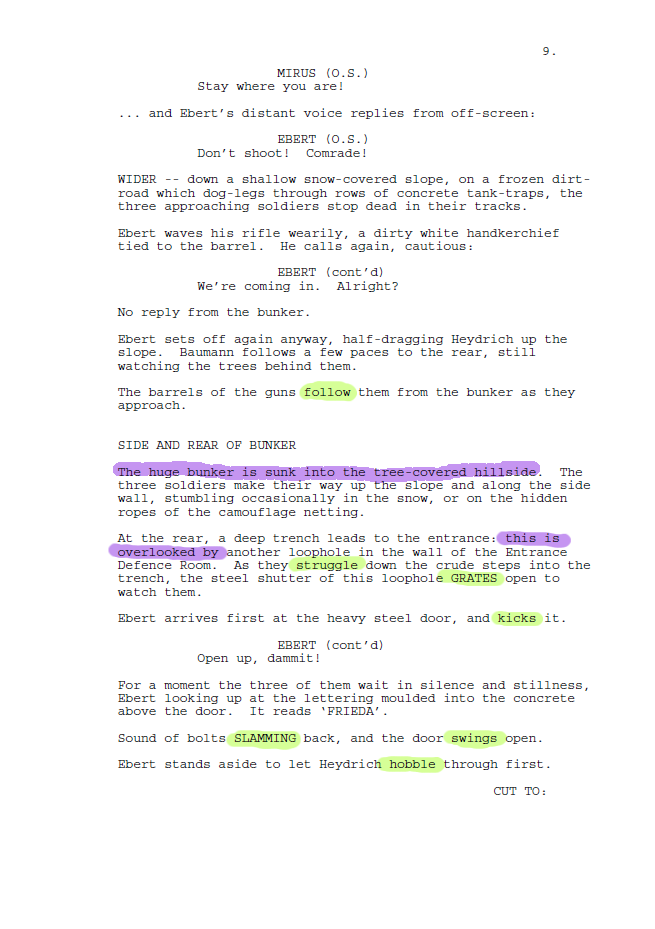 9.
MIRUS (O.S.)
Stay where you are!
... and Ebert's distant voice replies from off-screen:
EBERT (O.S.)
Don't shoot!  Comrade!
WIDER -- down a shallow snow-covered slope, on a frozen dirt-
road which dog-legs through rows of concrete tank-traps, the
three approaching soldiers stop dead in their tracks.
Ebert waves his rifle wearily, a dirty white handkerchief
tied to the barrel.  He calls again, cautious:
EBERT (cont'd)
We're coming in.  Alright?
No reply from the bunker.
Ebert sets off again anyway, half-dragging Heydrich up the
slope.  Baumann follows a few paces to the rear, still
watching the trees behind them.
The barrels of the guns follow them from the bunker as they
approach.
SIDE AND REAR OF BUNKER
The huge bunker is sunk into the tree-covered hillside.  The
three soldiers make their way up the slope and along the side
wall, stumbling occasionally in the snow, or on the hidden
ropes of the camouflage netting.
At the rear, a deep trench leads to the entrance: this is
overlooked by another loophole in the wall of the Entrance
Defence Room.  As they struggle down the crude steps into the
trench, the steel shutter of this loophole GRATES open to
watch them.
Ebert arrives first at the heavy steel door, and kicks it.
EBERT (cont'd)
Open up, dammit!
For a moment the three of them wait in silence and stillness,
Ebert looking up at the lettering moulded into the concrete
above the door.  It reads 'FRIEDA'.
Sound of bolts SLAMMING back, and the door swings open.
Ebert stands aside to let Heydrich hobble through first.
CUT TO: